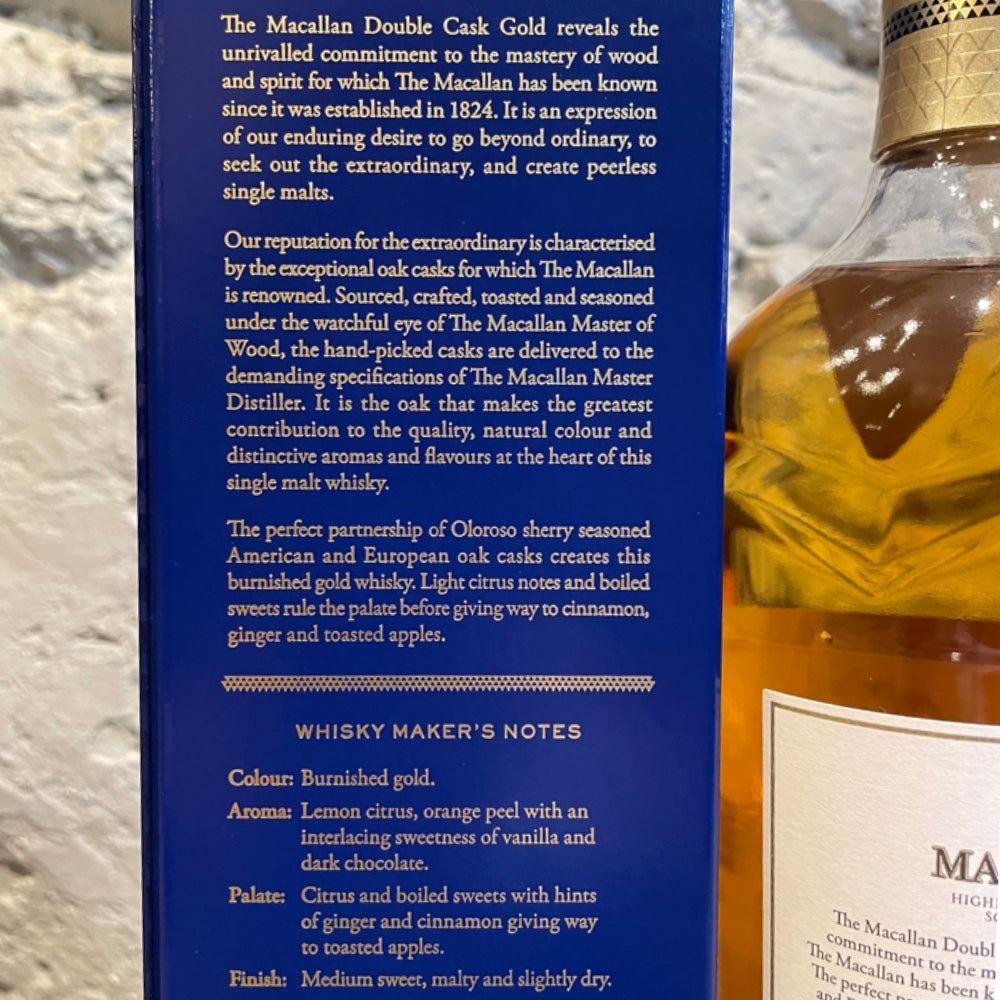 The Macallan Double Cask Gold reveals the
unrivalled commitment to the mastery of wood
and spirit for which The Macallan has been known
since it was established in 1824. It is an expression
of our enduring desire to go beyond ordinary, to
seek out the extraordinary, and create peerless
single malts.
Our reputation for the extraordinary is characterised
by the exceptional oak casks for which The Macallan
is renowned. Sourced, crafted, toasted and seasoned
under the watchful eye of The Macallan Master of
Wood, the hand-picked casks are delivered to the
demanding specifications of The Macallan Master
Distiller. It is the oak that makes the greatest
contribution to the quality, natural colour and
distinctive aromas and flavours at the heart of this
single malt whisky.
The perfect partnership of Oloroso sherry seasoned
American and European oak casks creates this
burnished gold whisky. Light citrus notes and boiled
sweets rule the palate before giving way to cinnamon,
ginger and toasted apples.
WHISKY MAKER'S NOTES
Colour: Burnished gold.
Aroma: Lemon citrus, orange peel with an
interlacing sweetness of vanilla and
dark chocolate.
Palate: Citrus and boiled sweets with hints
of ginger and cinnamon giving way
to toasted apples.
Finish: Medium sweet, malty and slightly dry.
MA
HIGH
The Macallan Doubl
commitment to the m
The Macallan has been k
The perfect
and